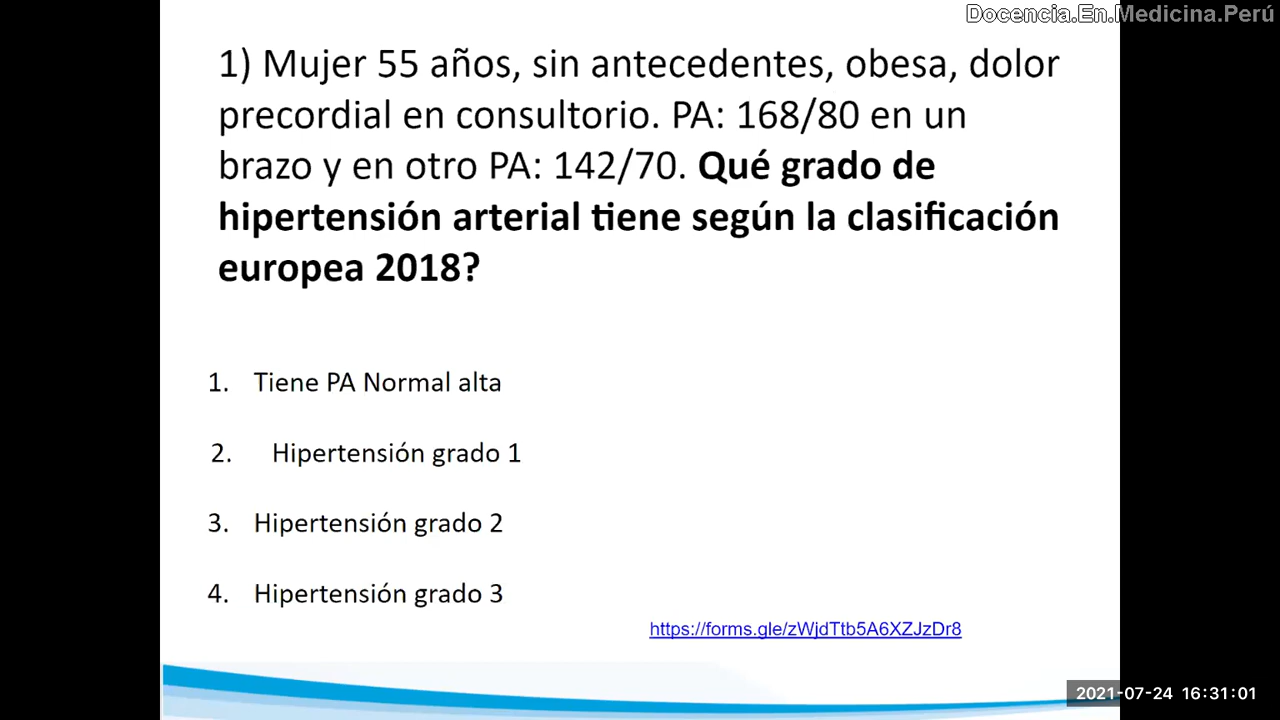 Docencia.En.Medicina.Perú
1) Mujer 55 años, sin antecedentes, obesa, dolor
precordial en consultorio. PA: 168/80 en un
brazo y en otro PA: 142/70. Qué grado de
hipertensión arterial tiene según la clasificación
europea 2018?
1. Tiene PA Normal alta
2. Hipertensión grado 1
3. Hipertensión grado 2
4. Hipertensión grado 3
https://forms.gle/zWjdTtb5A6XZJzDr8
2021-07-24 16:31:01